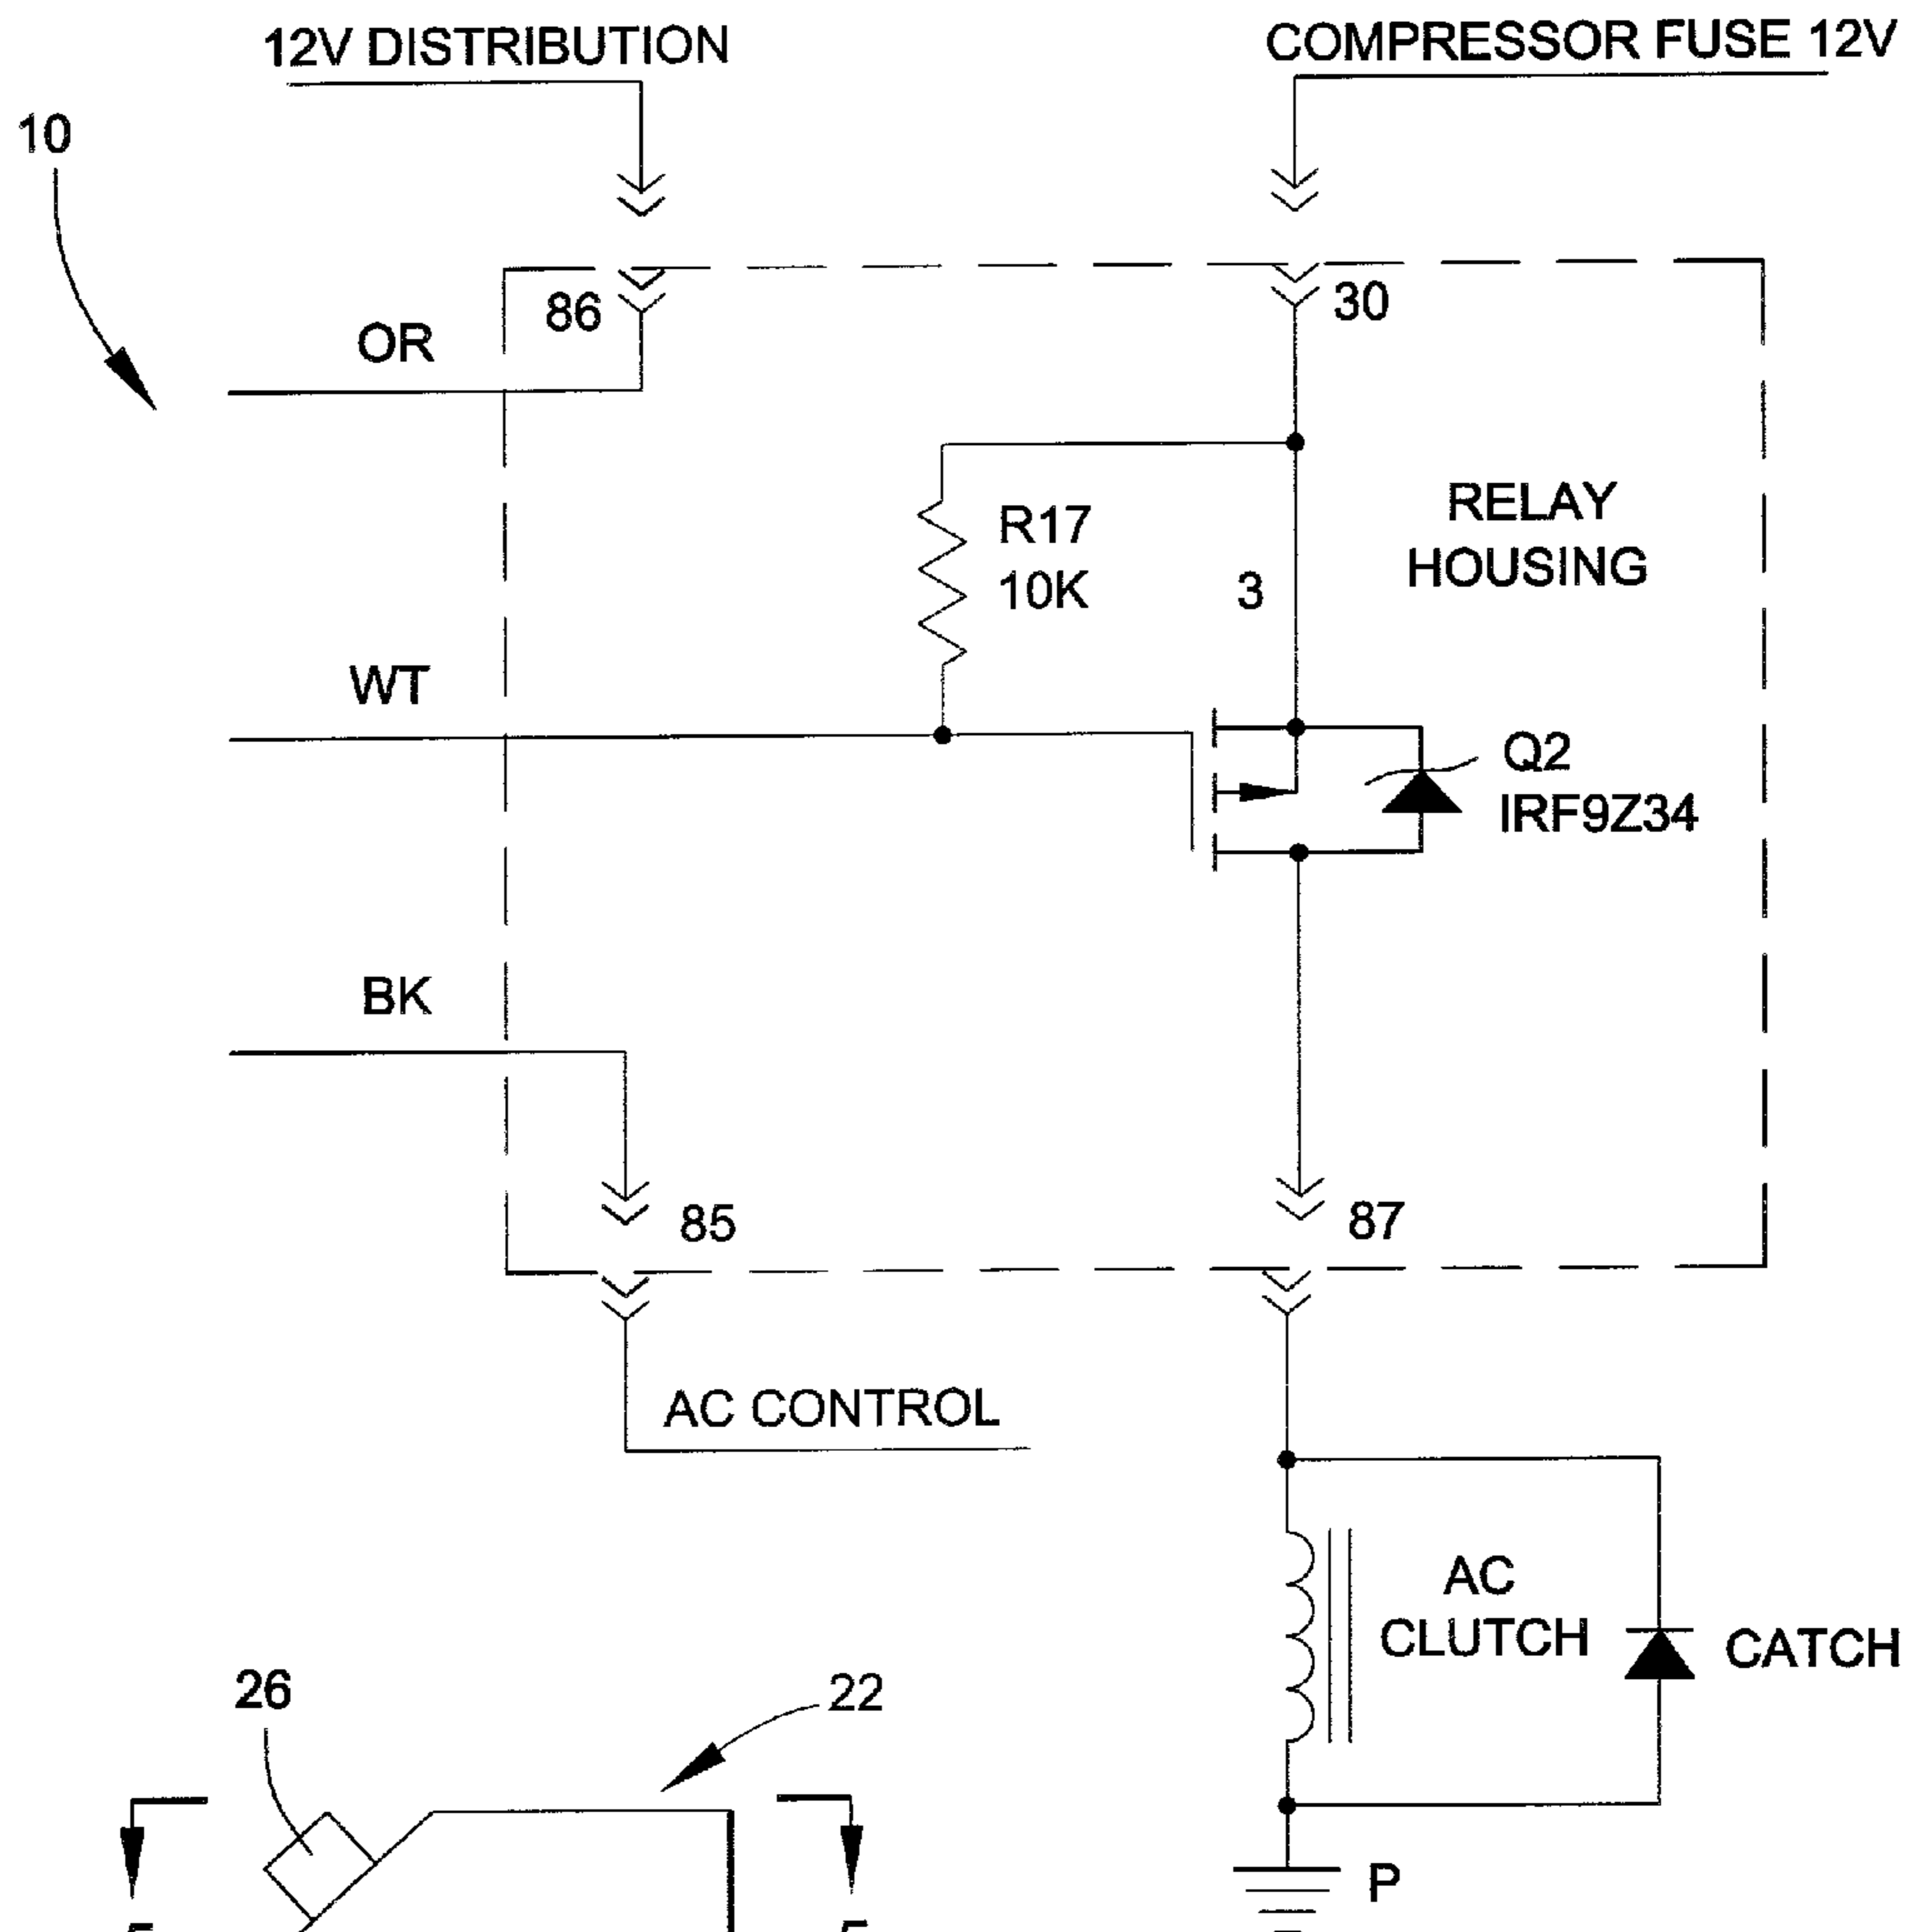 12V DISTRIBUTION
COMPRESSOR FUSE 12V
10
86
30
OR
RELAY
HOUSING
R17
10K
3
WT
Q2
IRF9Z34
BK
85
87
AC CONTROL
AC
CLUTCH
CATCH
26
22
P